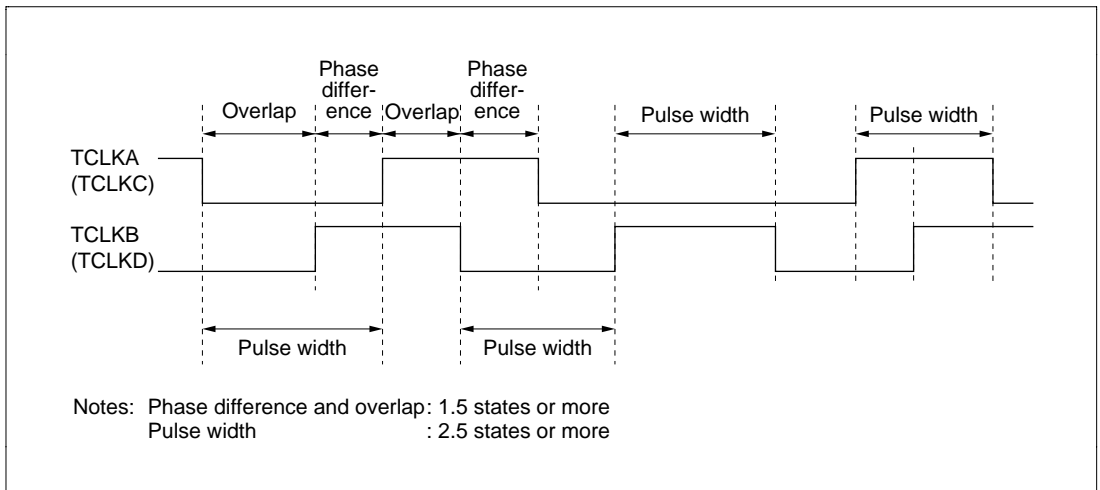 Phase
differ-
ence
Phase
differ-
ence
Overlap
Overlap
Pulse width
Pulse width
TCLKA
(TCLKC)
TCLKB
(TCLKD)
Pulse width
Pulse width
Notes: Phase difference and overlap : 1.5 states or more
Pulse width : 2.5 states or more